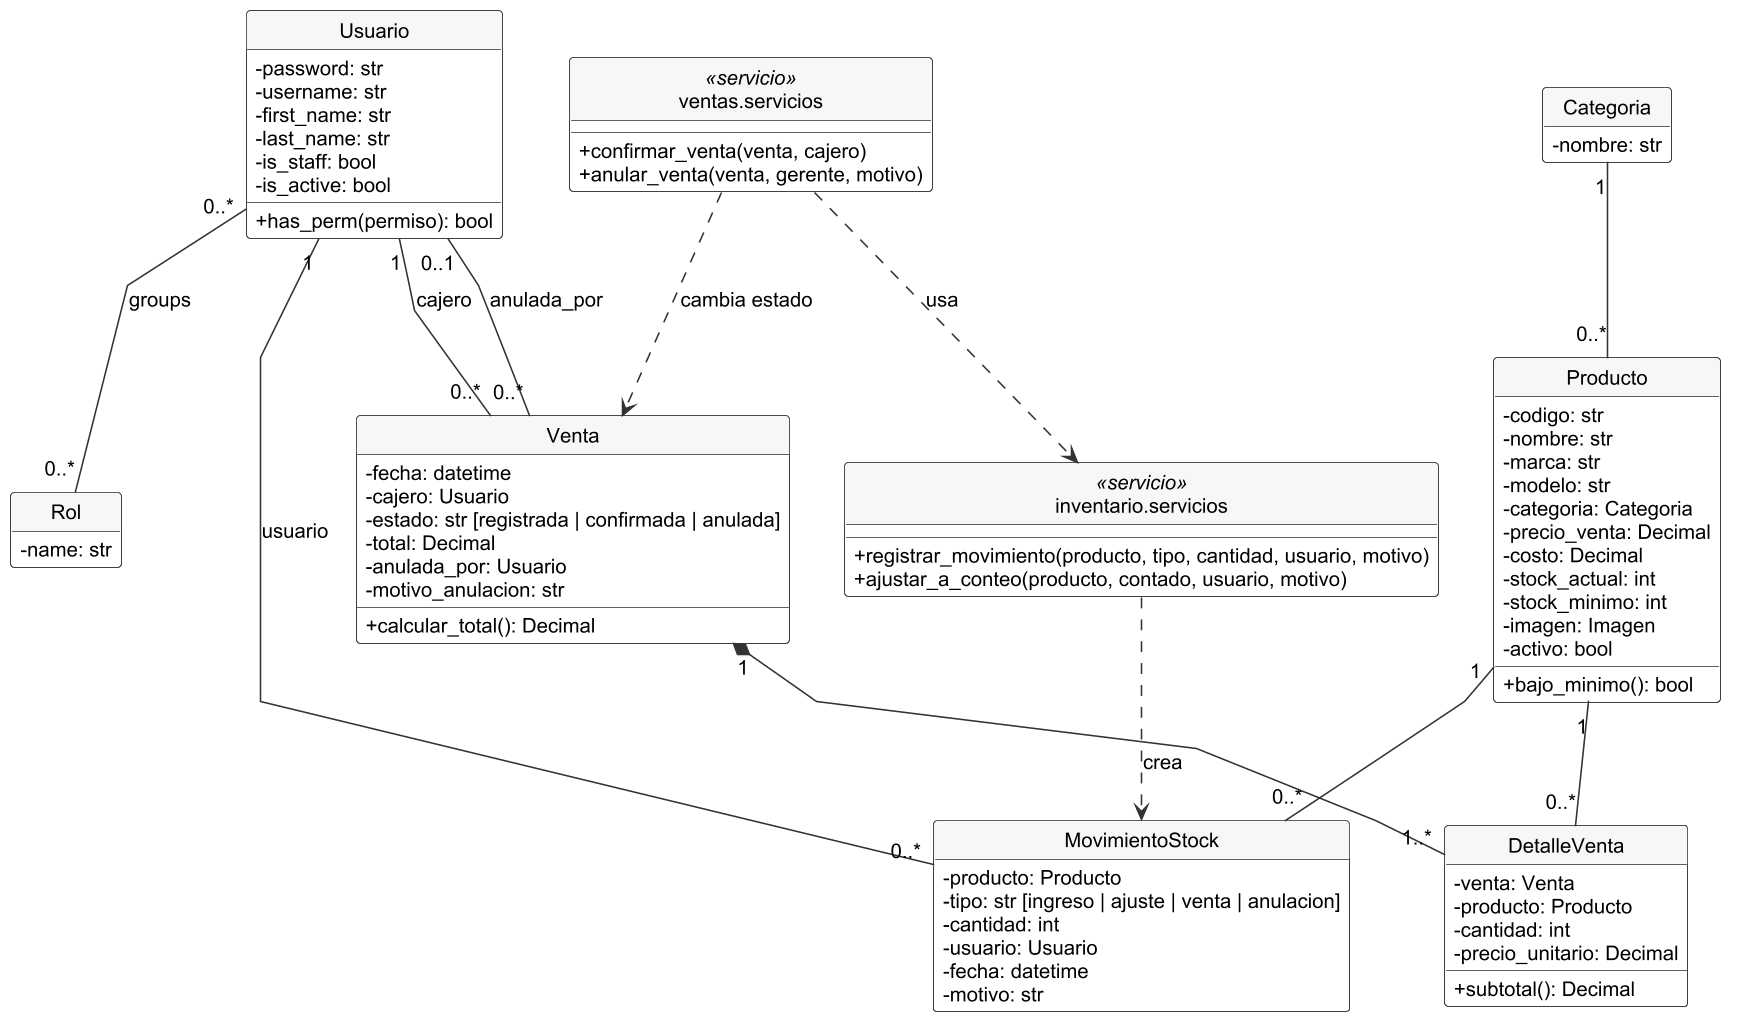 Usuario
-password: str
-username: str
-first_name: str
-last_name: str
-is_staff: bool
-is_active: bool
+has_perm(permiso): bool
«servicio»
ventas.servicios
+confirmar_venta(venta, cajero)
+anular_venta(venta, gerente, motivo)
Categoria
-nombre: str
0..*
1
1
0..1
1
groups
cajero
anulada_por
cambia estado
usa
0..*
0..*
0..*
0..*
Rol
-name: str
usuario
Venta
-fecha: datetime
-cajero: Usuario
-estado: str [registrada | confirmada | anulada]
-total: Decimal
-anulada_por: Usuario
-motivo_anulacion: str
+calcular_total(): Decimal
«servicio»
inventario.servicios
+registrar_movimiento(producto, tipo, cantidad, usuario, motivo)
+ajustar_a_conteo(producto, contado, usuario, motivo)
Producto
-codigo: str
-nombre: str
-marca: str
-modelo: str
-categoria: Categoria
-precio_venta: Decimal
-costo: Decimal
-stock_actual: int
-stock_minimo: int
-imagen: Imagen
-activo: bool
+bajo_minimo(): bool
1
1
1
crea
0..*
0..*
0..*
1..*
MovimientoStock
-producto: Producto
-tipo: str [ingreso | ajuste | venta | anulacion]
-cantidad: int
-usuario: Usuario
-fecha: datetime
-motivo: str
DetalleVenta
-venta: Venta
-producto: Producto
-cantidad: int
-precio_unitario: Decimal
+subtotal(): Decimal